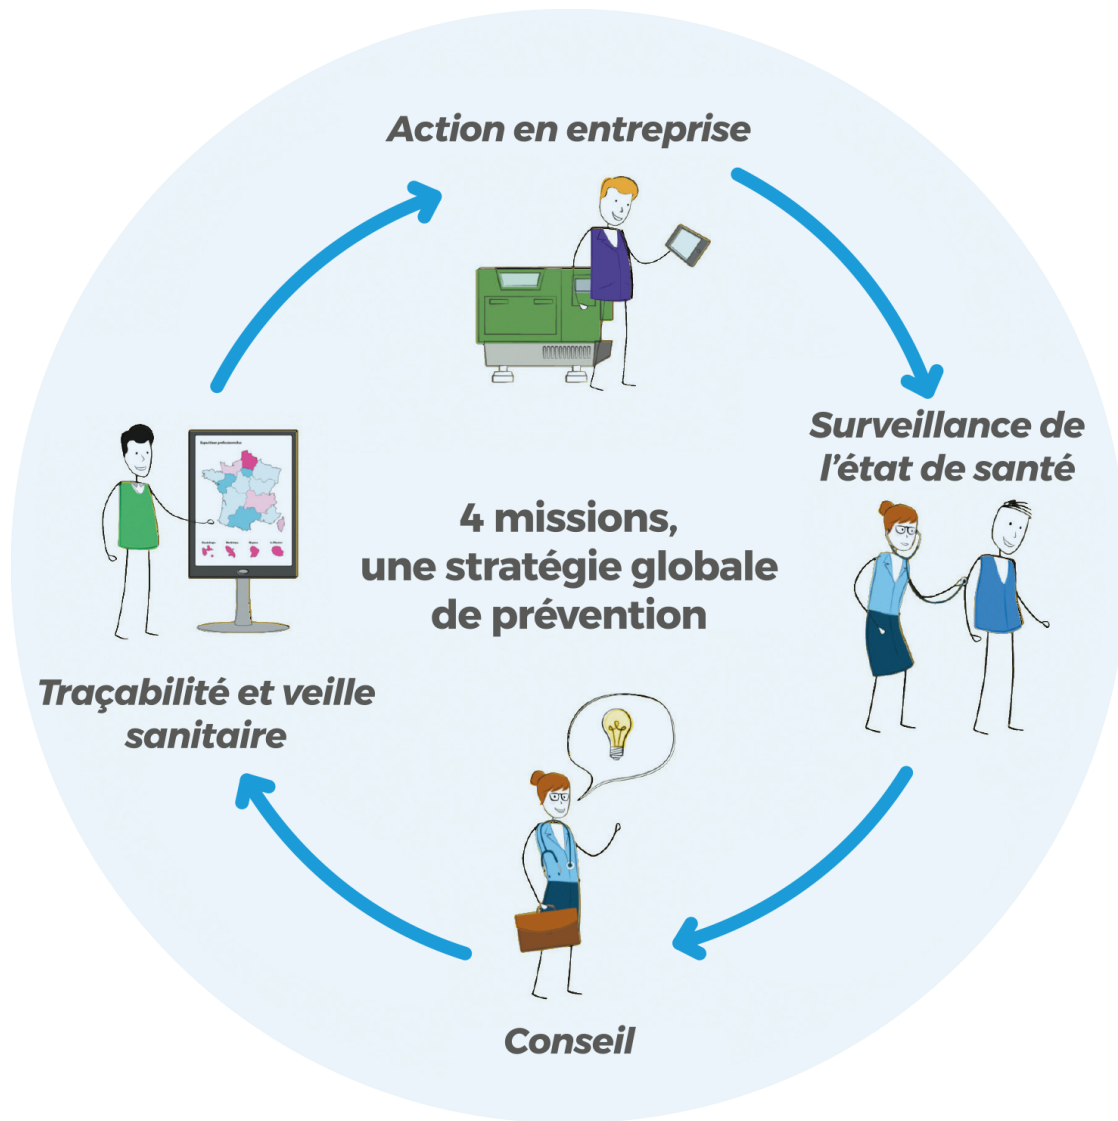 Action en entreprise
Surveillance de
l'état de santé
4 missions,
une stratégie globale
de prévention
Traçabilité et veille
sanitaire
Conseil